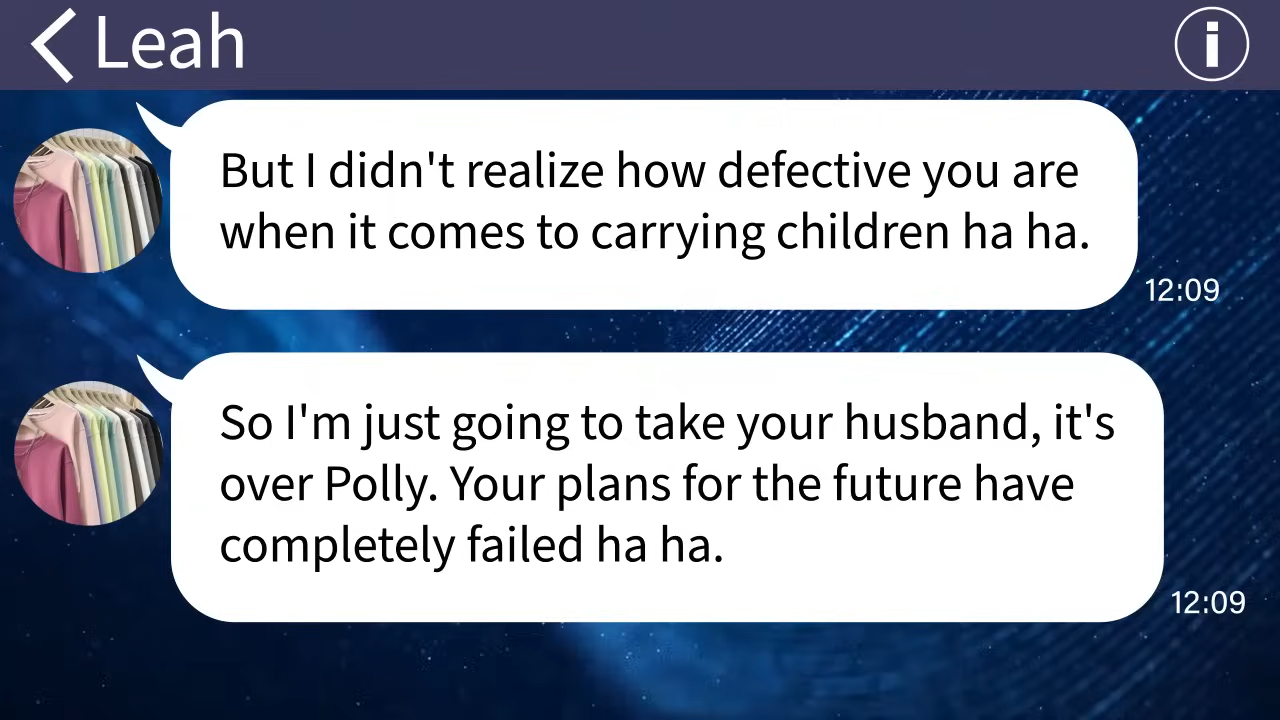 Leah
But I didn't realize how defective you are
when it comes to carrying children ha ha.
12:09
So I'm just going to take your husband, it's
over Polly. Your plans for the future have
completely failed ha ha.
12:09